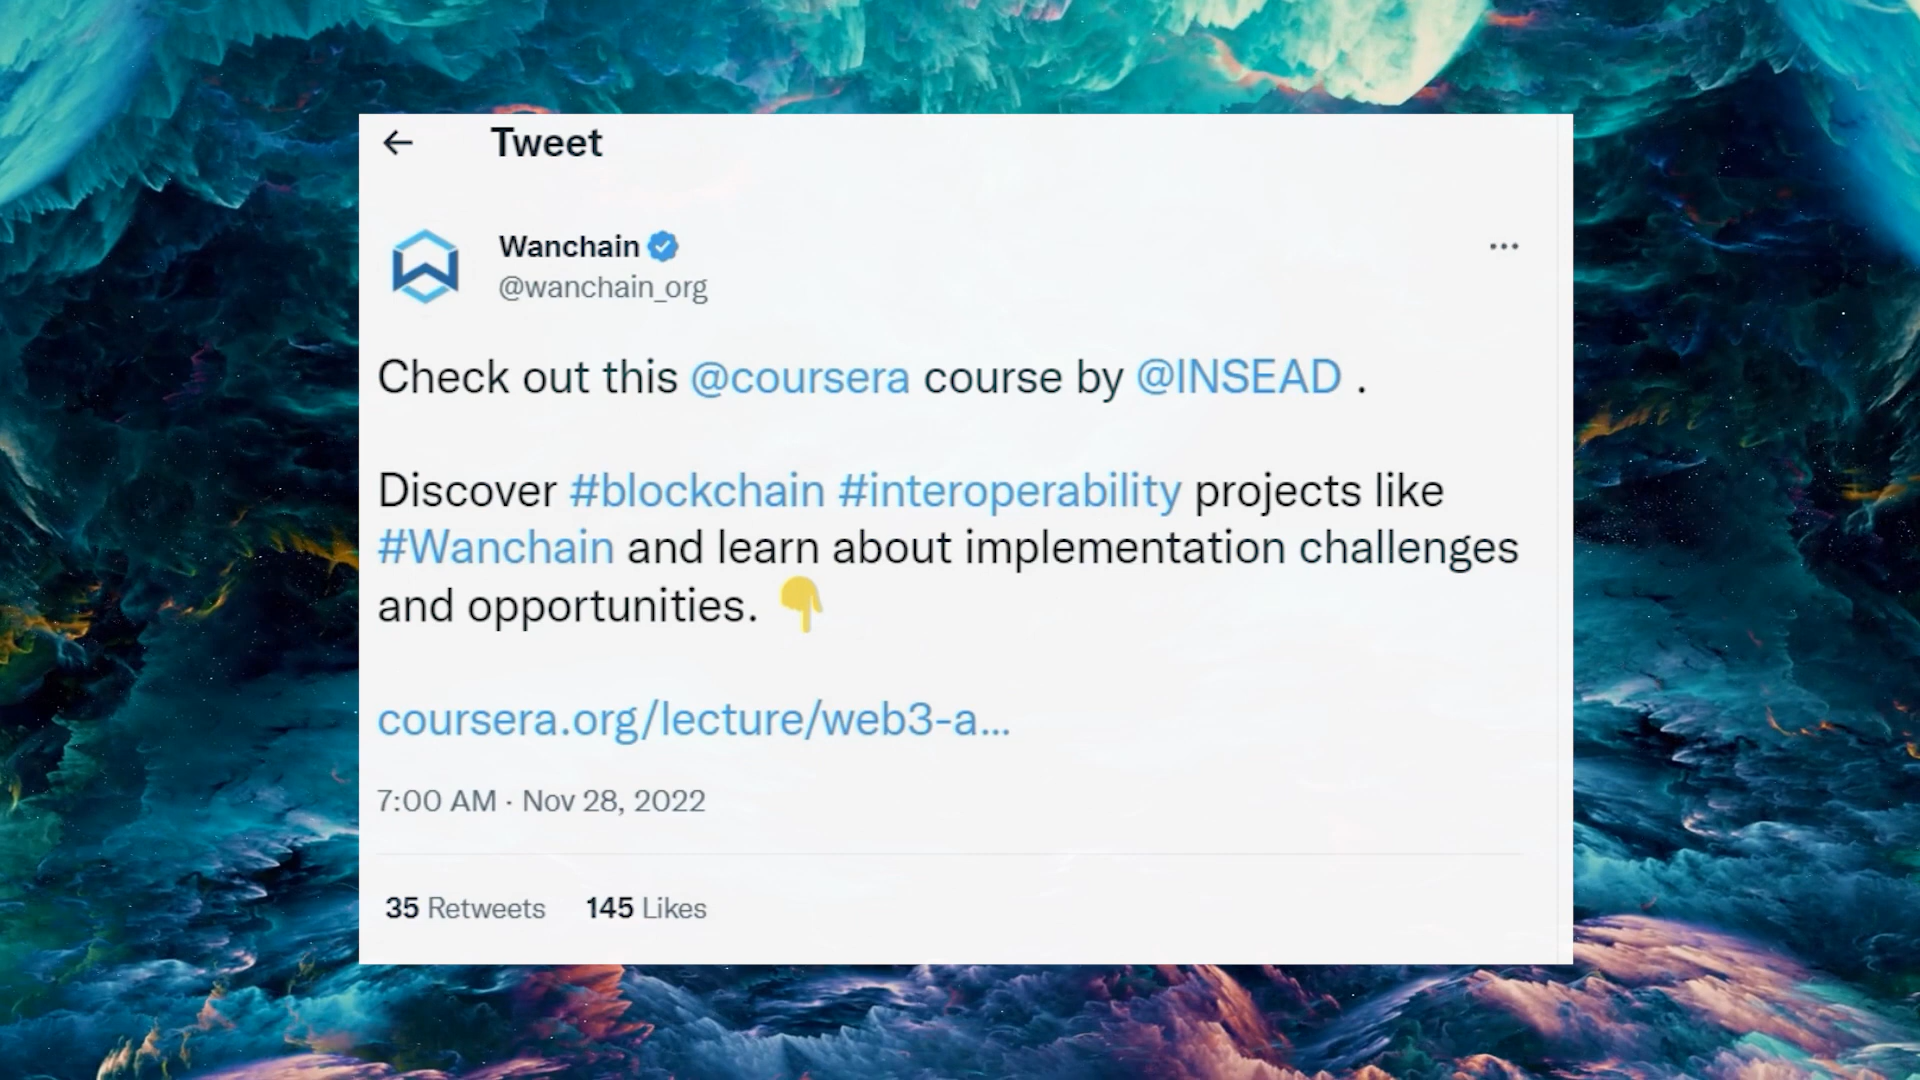 Tweet
Wanchain
@wanchain_org
Check out this @coursera course by @INSEAD .
Discover #blockchain #interoperability projects like
#Wanchain and learn about implementation challenges
and opportunities. 👇
coursera.org/lecture/web3-a...
7:00 AM · Nov 28, 2022
35 Retweets 145 Likes